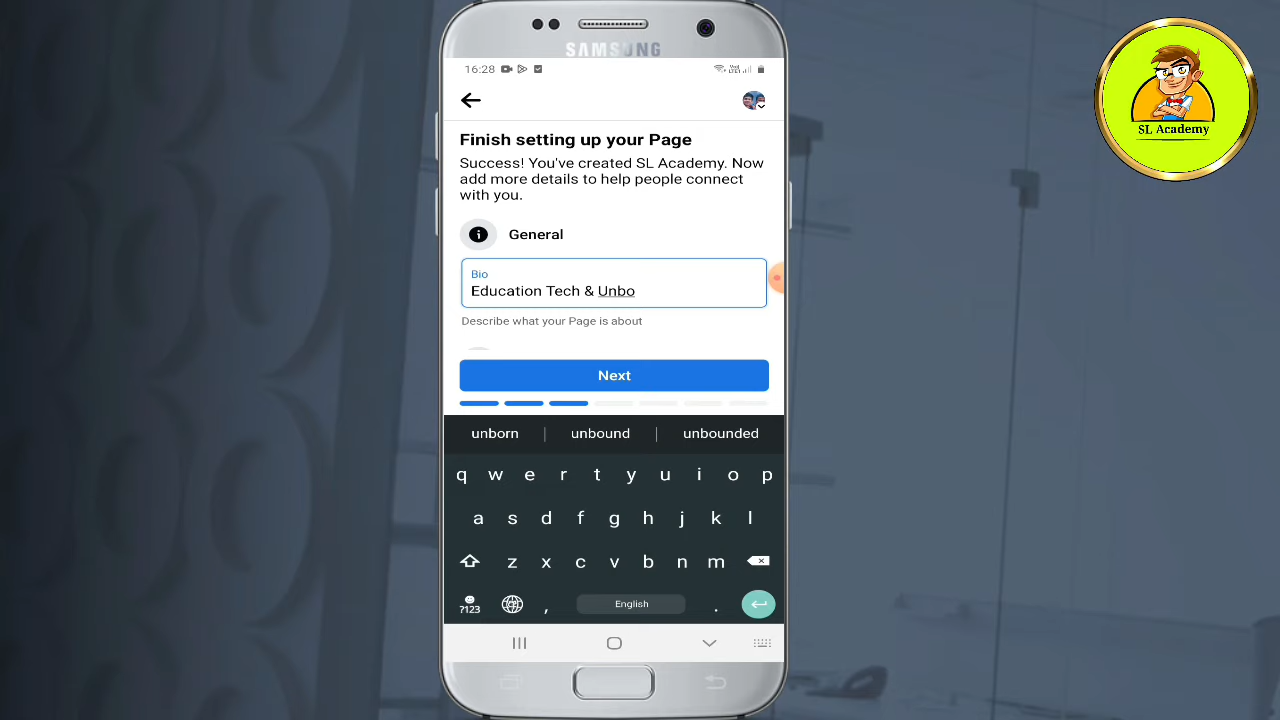 SAMSUNG
16:28
Finish setting up your Page
Success! You've created SL Academy. Now
add more details to help people connect
with you.
General
Bio
Education Tech & Unbo
Describe what your Page is about
Next
unborn | unbound | unbounded
q w e r t y u i o p
a s d f g h j k l
z x c v b n m
?123 , English .
SL Academy